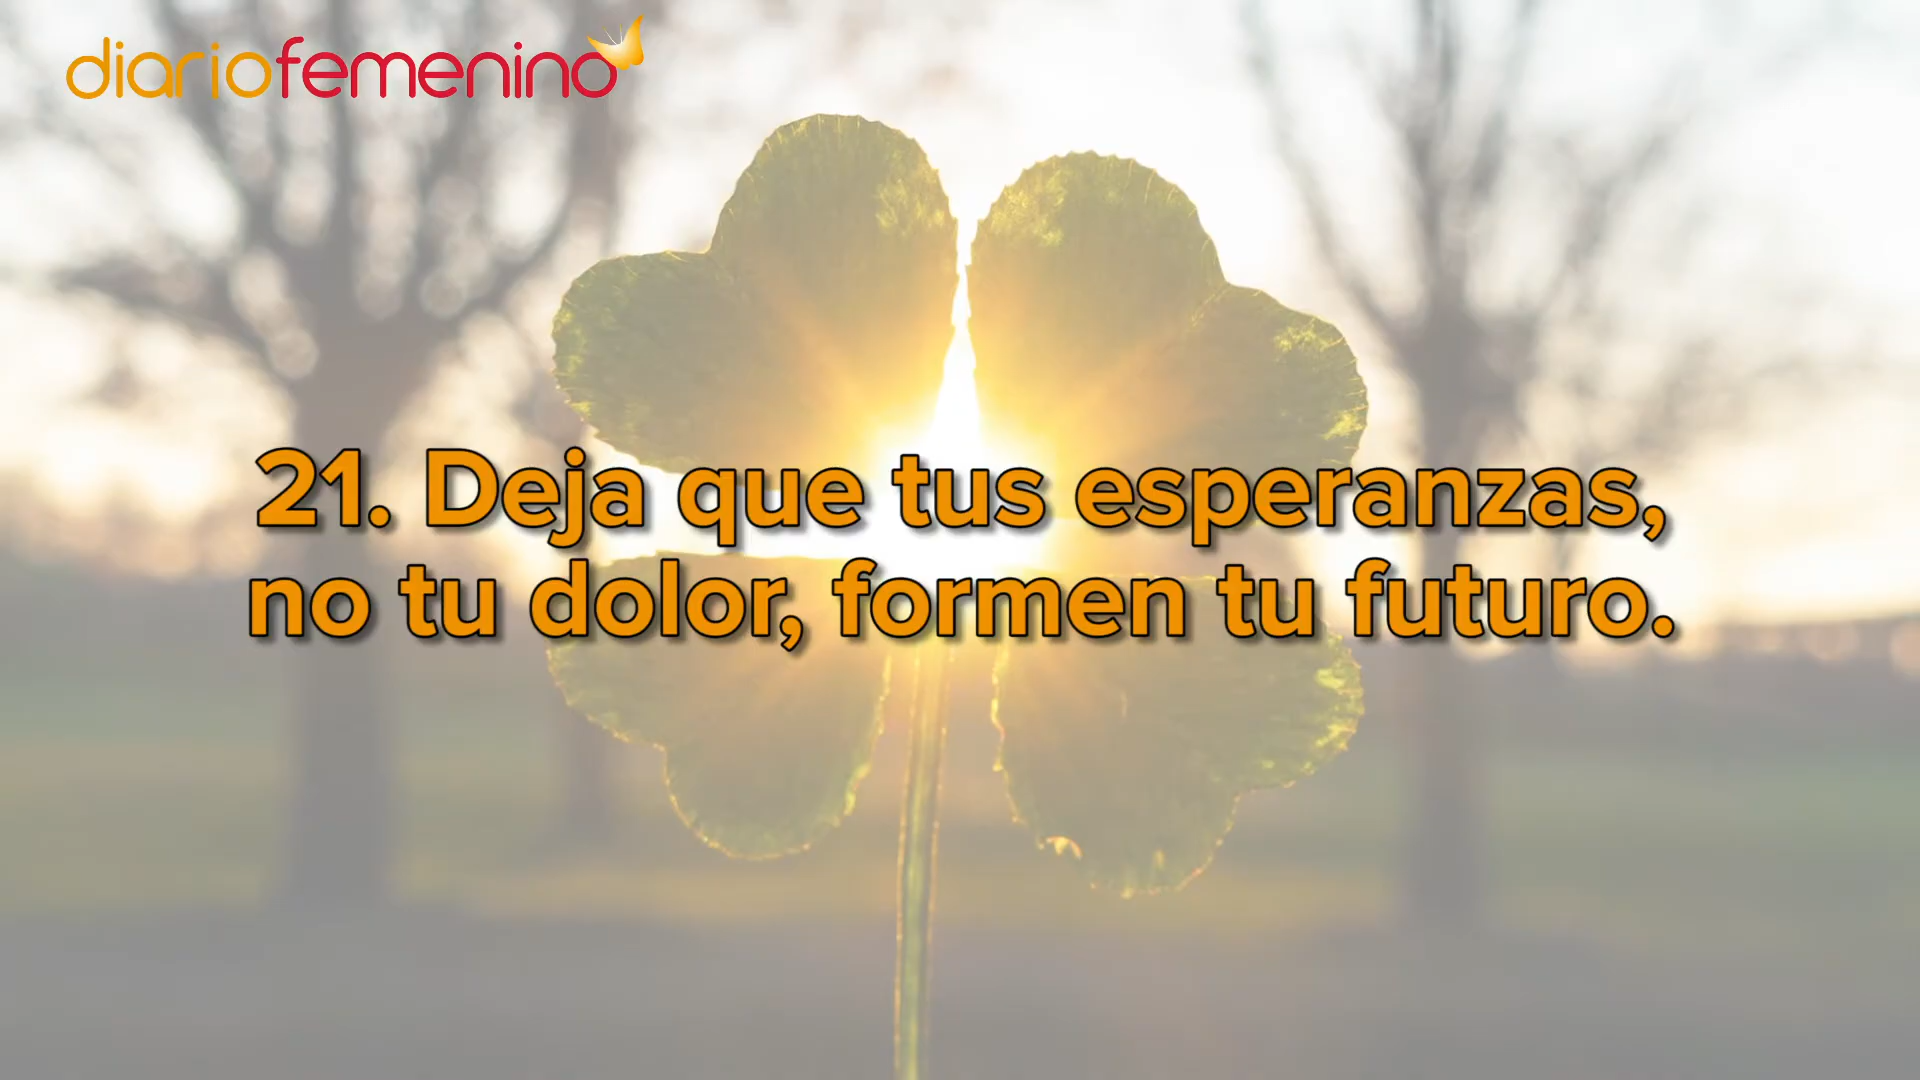 diariofemenino
21. Deja que tus esperanzas,
no tu dolor, formen tu futuro.